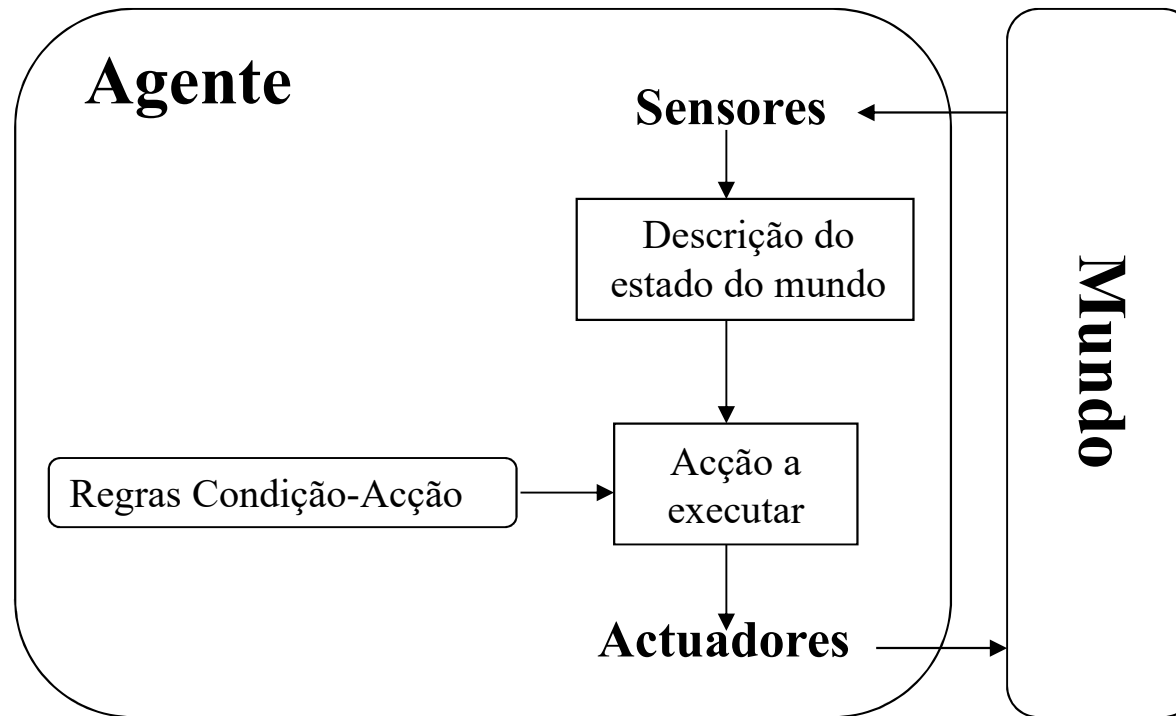 Agente
Sensores
Descrição do
estado do mundo
Regras Condição-Acção
Acção a
executar
Actuadores
Mundo